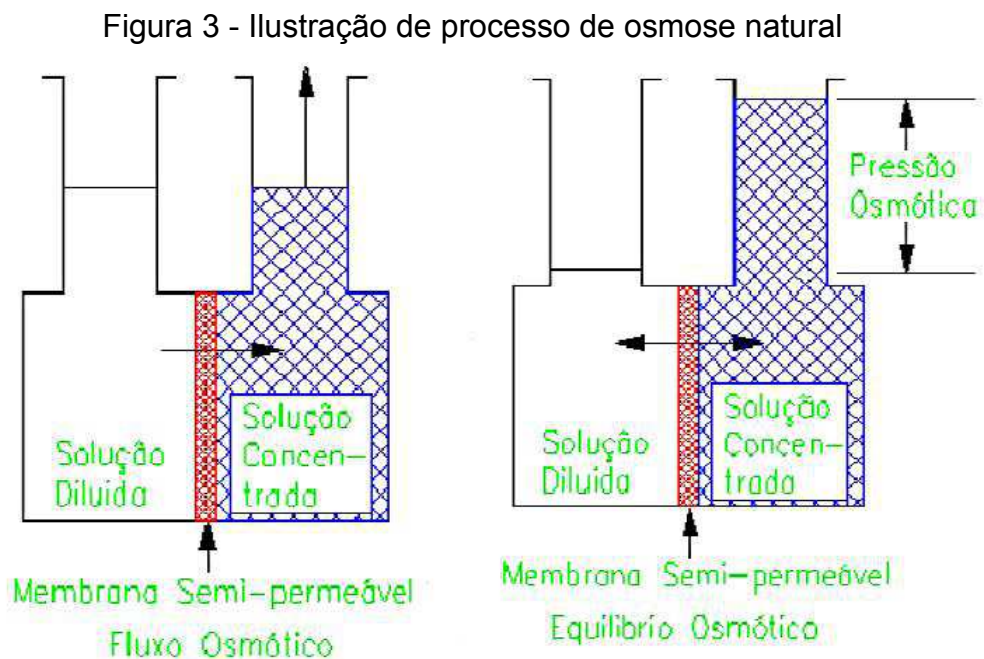 Figura 3 - Ilustração de processo de osmose natural
Solução
Diluida
Solução
Concen-
trada
Membrana Semi-permeável
Fluxo Osmótico
Pressão
Osmótica
Solução
Diluida
Solução
Concen-
trada
Membrana Semi-permeável
Equilibrio Osmótico